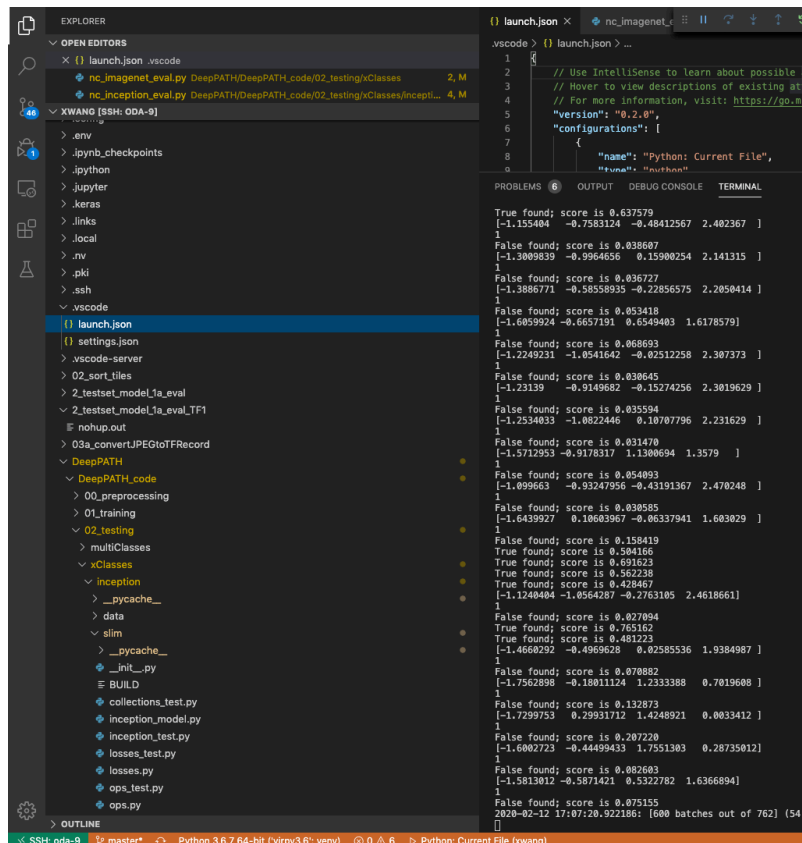 EXPLORER
OPEN EDITORS
launch.json .vscode
nc_imagenet_eval.py DeepPATH/DeepPATH_code/02_testing/xClasses 2, M
nc_inception_eval.py DeepPATH/DeepPATH_code/02_testing/xClasses/incepti... 4, M
46
XWANG [SSH: ODA-9]
.env
.ipynb_checkpoints
1
.ipython
.jupyter
.keras
.links
.local
.nv
.pki
.ssh
.vscode
{} launch.json
{} settings.json
.vscode-server
02_sort_tiles
2_testset_model_1a_eval
2_testset_model_1a_eval_TF1
nohup.out
03a_convertJPEGtoTFRecord
DeepPATH
DeepPATH_code
00_preprocessing
01_training
02_testing
multiClasses
xClasses
inception
__pycache__
data
slim
__pycache__
__init__.py
BUILD
collections_test.py
inception_model.py
inception_test.py
losses_test.py
losses.py
ops_test.py
ops.py
OUTLINE
{} launch.json × nc_imagenet_e
.vscode > {} launch.json > ...
1 {
2 // Use IntelliSense to learn about possible
3 // Hover to view descriptions of existing at
4 // For more information, visit: https://go.m
5 "version": "0.2.0",
6 "configurations": [
7 {
8 "name": "Python: Current File",
9 "type": "python"
PROBLEMS 6 OUTPUT DEBUG CONSOLE TERMINAL
True found; score is 0.637579
[-1.155404 -0.7583124 -0.48412567 2.402367 ]
1
False found; score is 0.038607
[-1.3009839 -0.9964656 0.15900254 2.141315 ]
1
False found; score is 0.036727
[-1.3886771 -0.58558935 -0.22856575 2.2050414 ]
1
False found; score is 0.053418
[-1.6059924 -0.6657191 0.6549403 1.6178579]
1
False found; score is 0.068693
[-1.2249231 -1.0541642 -0.02512258 2.307373 ]
1
False found; score is 0.030645
[-1.23139 -0.9149682 -0.15274256 2.3019629 ]
1
False found; score is 0.035594
[-1.2534033 -1.0822446 0.10707796 2.231629 ]
1
False found; score is 0.031470
[-1.5712953 -0.9178317 1.1300694 1.3579 ]
1
False found; score is 0.054093
[-1.099663 -0.93247956 -0.43191367 2.470248 ]
1
False found; score is 0.030585
[-1.6439927 0.10603967 -0.06337941 1.603029 ]
1
False found; score is 0.158419
True found; score is 0.504166
True found; score is 0.691623
True found; score is 0.562238
True found; score is 0.428467
[-1.1240404 -1.0564287 -0.2763105 2.4618661]
1
False found; score is 0.027094
True found; score is 0.765162
True found; score is 0.481223
[-1.4660292 -0.4969628 0.02585536 1.9384987 ]
1
False found; score is 0.070882
[-1.7562898 -0.18011124 1.2333388 0.7019608 ]
1
False found; score is 0.132873
[-1.7299753 0.29931712 1.4248921 0.0033412 ]
1
False found; score is 0.207220
[-1.6002723 -0.44499433 1.7551303 0.28735012]
1
False found; score is 0.082603
[-1.5813012 -0.5871421 0.5322782 1.6366894]
1
False found; score is 0.075155
2020-02-12 17:07:20.922186: [600 batches out of 762] (54
SSH: oda-9 master* Python 3.6.7 64-bit ('virpy3.6': venv) 0 6 Python: Current File (xwang)